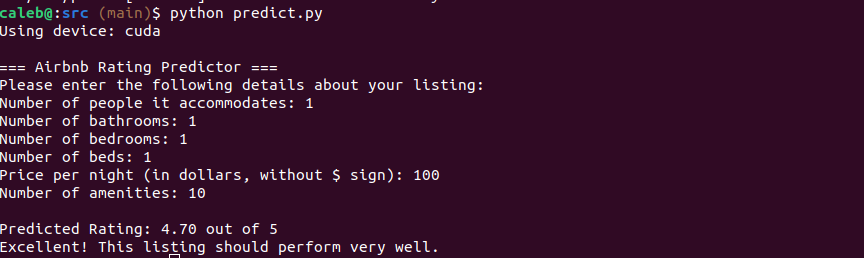 caleb@:src (main)$ python predict.py
Using device: cuda
=== Airbnb Rating Predictor ===
Please enter the following details about your listing:
Number of people it accommodates: 1
Number of bathrooms: 1
Number of bedrooms: 1
Number of beds: 1
Price per night (in dollars, without $ sign): 100
Number of amenities: 10
Predicted Rating: 4.70 out of 5
Excellent! This listing should perform very well.